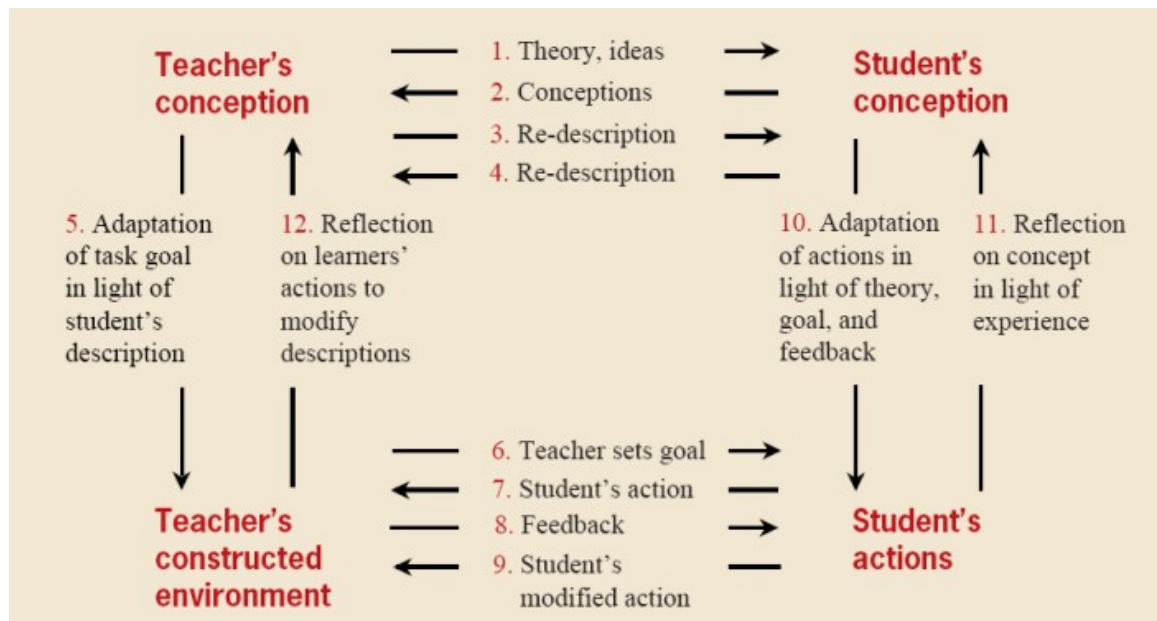 Teacher's
conception
1. Theory, ideas
2. Conceptions
3. Re-description
4. Re-description
Student's
conception
5. Adaptation
of task goal
in light of
student's
description
12. Reflection
on learners'
actions to
modify
descriptions
10. Adaptation
of actions in
light of theory,
goal, and
feedback
11. Reflection
on concept
in light of
experience
Teacher's
constructed
environment
6. Teacher sets goal
7. Student's action
8. Feedback
9. Student's
modified action
Student's
actions